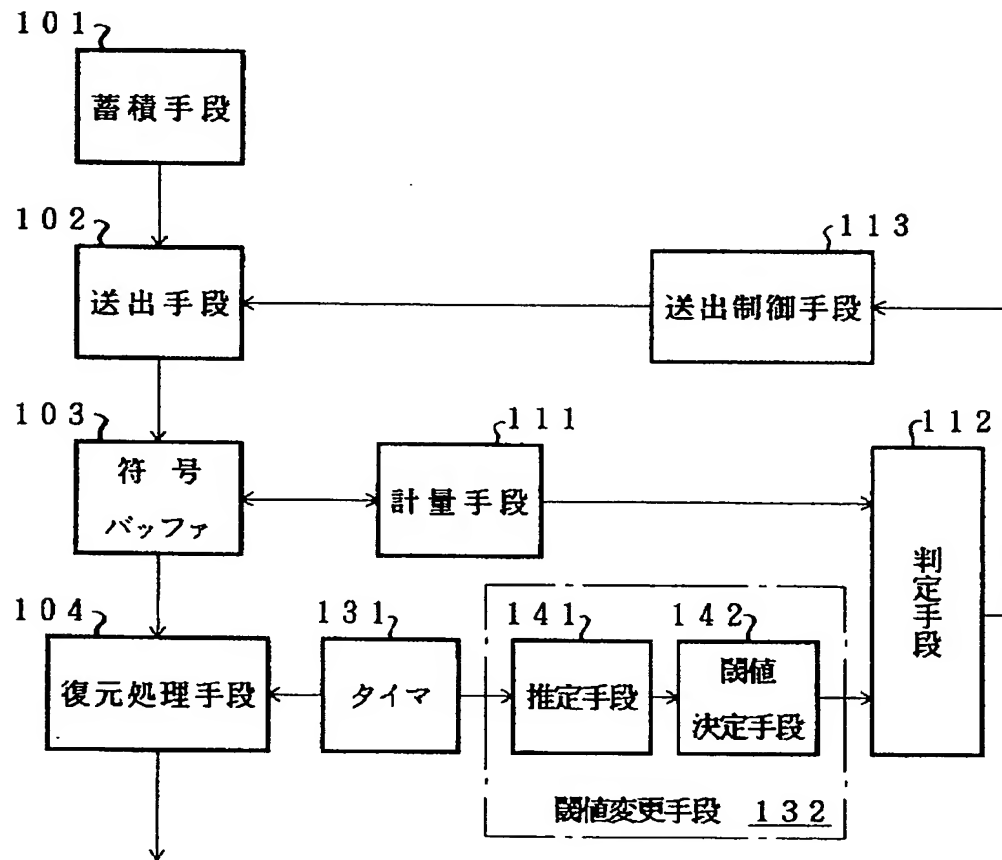 １０１
蓄積手段
１０２
送出手段
１１３
送出制御手段
１０３
符号
バッファ
１１１
計量手段
１１２
判定手段
１０４
復元処理手段
１３１
タイマ
１４１
推定手段
１４２
閾値
決定手段
閾値変更手段 １３２